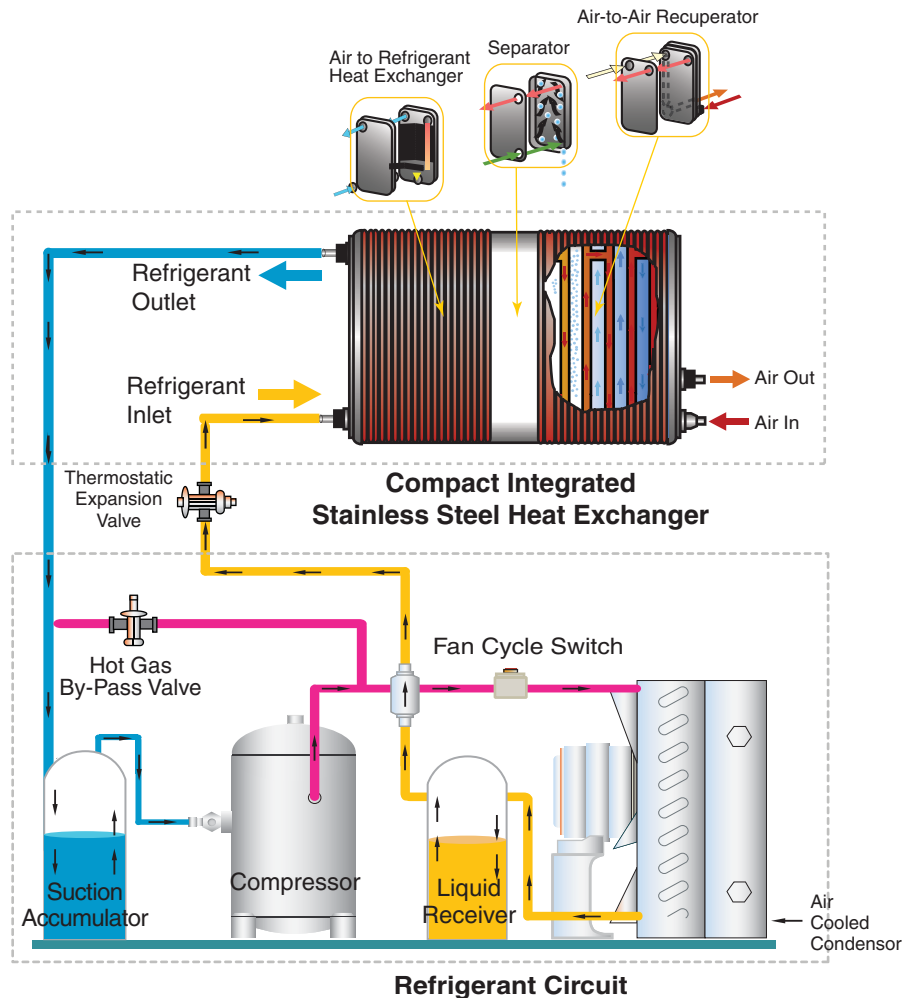 Air-to-Air Recuperator
Separator
Air to Refrigerant
Heat Exchanger
Refrigerant
Outlet
Refrigerant
Inlet
Air Out
Air In
Thermostatic
Expansion
Valve
Compact Integrated
Stainless Steel Heat Exchanger
Hot Gas
By-Pass Valve
Fan Cycle Switch
Suction
Accumulator
Compressor
Liquid
Receiver
Air
Cooled
Condensor
Refrigerant Circuit